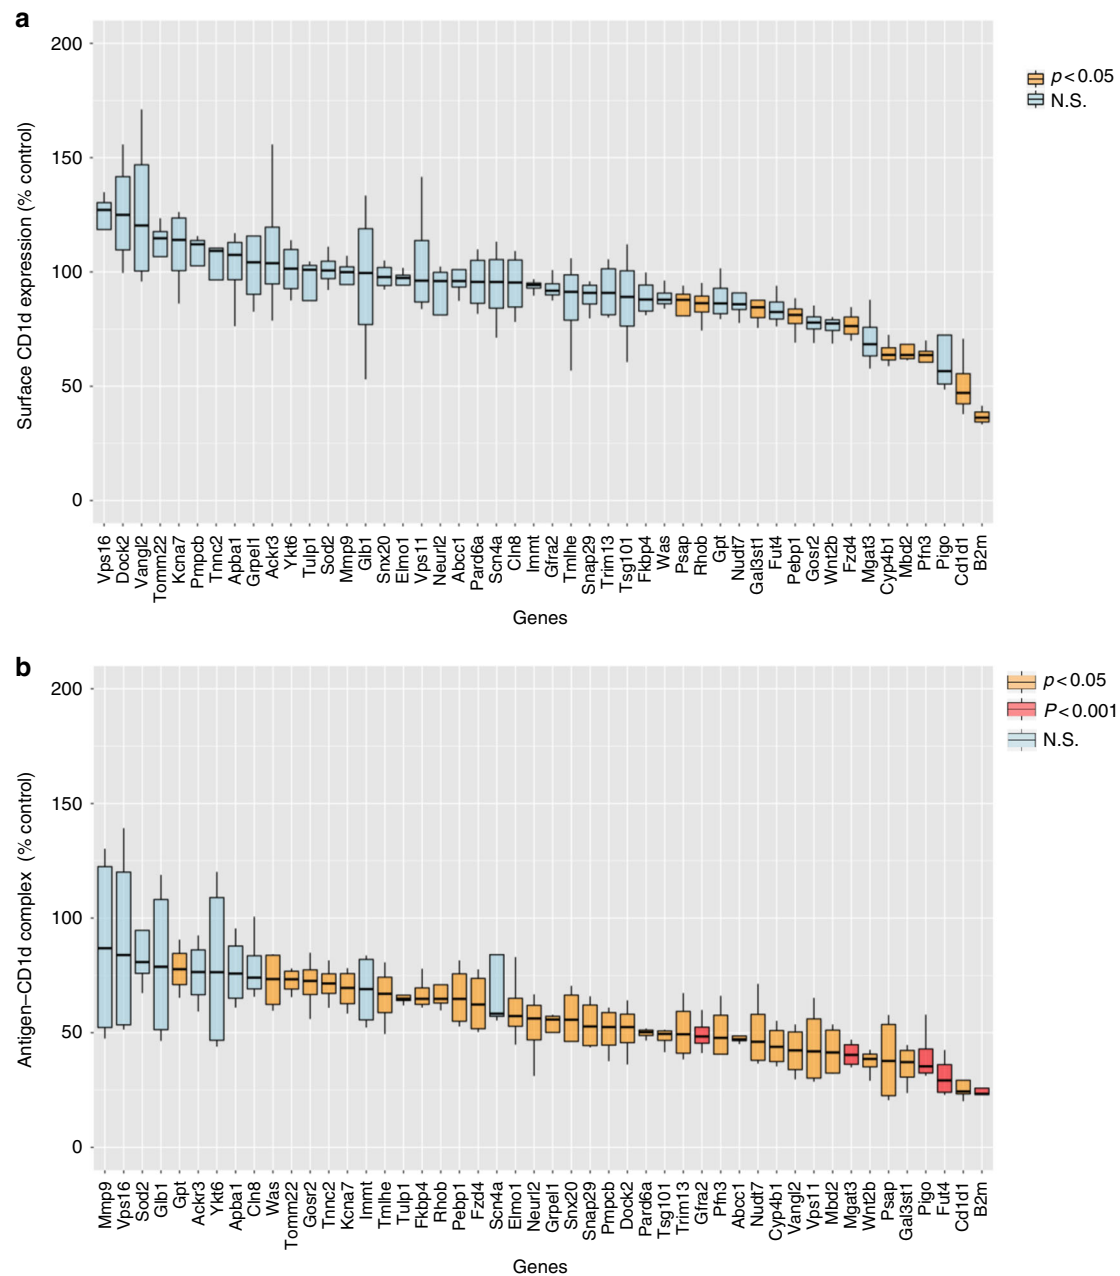 a
Surface CD1d expression (% control)
200
150
100
50
0
p < 0.05
N.S.
Vps16 Dock2 Vangl2 Tomm22 Kcna7 Pmpcb Tnnc2 Apba1 Grpel1 Ackr3 Ykt6 Tulp1 Sod2 Mmp9 Glb1 Snx20 Elmo1 Vps11 Neurl2 Abcc1 Pard6a Scn4a Cln8 Immt Gfra2 Tmlhe Snap29 Trim13 Tsg101 Fkbp4 Was Psap Rhob Gpt Nudt7 Gal3st1 Fut4 Pebp1 Gosr2 Wnt2b Fzd4 Mgat3 Cyp4b1 Mbd2 Pfn3 Pigo Cd1d1 B2m
Genes
b
Antigen–CD1d complex (% control)
200
150
100
50
0
p < 0.05
P < 0.001
N.S.
Mmp9 Vps16 Sod2 Glb1 Gpt Ackr3 Ykt6 Apba1 Cln8 Was Tomm22 Gosr2 Tnnc2 Kcna7 Immt Tmlhe Tulp1 Fkbp4 Rhob Pebp1 Fzd4 Scn4a Elmo1 Neurl2 Grpel1 Snx20 Snap29 Pmpcb Dock2 Pard6a Tsg101 Trim13 Gfra2 Pfn3 Abcc1 Nudt7 Cyp4b1 Vangl2 Vps11 Mbd2 Mgat3 Wnt2b Psap Gal3st1 Pigo Fut4 Cd1d1 B2m
Genes